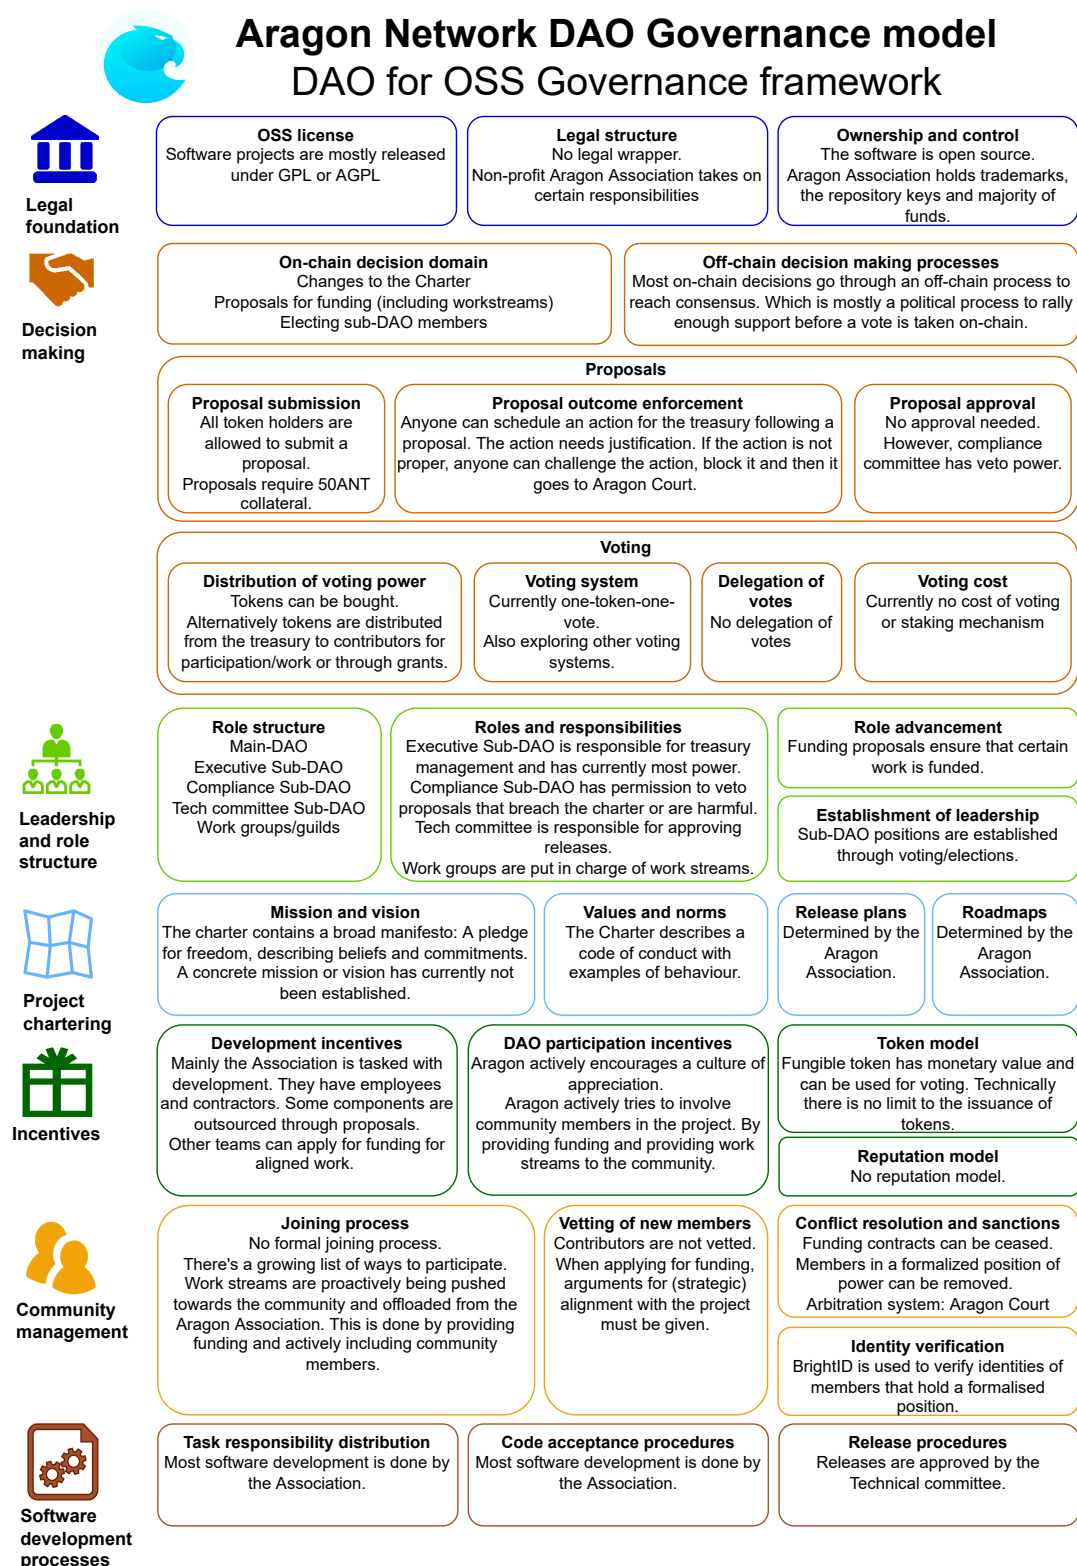 Aragon Network DAO Governance model
DAO for OSS Governance framework
Legal
foundation
OSS license
Software projects are mostly released
under GPL or AGPL
Legal structure
No legal wrapper.
Non-profit Aragon Association takes on
certain responsibilities
Ownership and control
The software is open source.
Aragon Association holds trademarks,
the repository keys and majority of
funds.
Decision
making
On-chain decision domain
Changes to the Charter
Proposals for funding (including workstreams)
Electing sub-DAO members
Off-chain decision making processes
Most on-chain decisions go through an off-chain process to
reach consensus. Which is mostly a political process to rally
enough support before a vote is taken on-chain.
Proposals
Proposal submission
All token holders are
allowed to submit a
proposal.
Proposals require 50ANT
collateral.
Proposal outcome enforcement
Anyone can schedule an action for the treasury following a
proposal. The action needs justification. If the action is not
proper, anyone can challenge the action, block it and then it
goes to Aragon Court.
Proposal approval
No approval needed.
However, compliance
committee has veto power.
Voting
Distribution of voting power
Tokens can be bought.
Alternatively tokens are distributed
from the treasury to contributors for
participation/work or through grants.
Voting system
Currently one-token-one-
vote.
Also exploring other voting
systems.
Delegation of
votes
No delegation of
votes
Voting cost
Currently no cost of voting
or staking mechanism
Leadership
and role
structure
Role structure
Main-DAO
Executive Sub-DAO
Compliance Sub-DAO
Tech committee Sub-DAO
Work groups/guilds
Roles and responsibilities
Executive Sub-DAO is responsible for treasury
management and has currently most power.
Compliance Sub-DAO has permission to veto
proposals that breach the charter or are harmful.
Tech committee is responsible for approving
releases.
Work groups are put in charge of work streams.
Role advancement
Funding proposals ensure that certain
work is funded.
Establishment of leadership
Sub-DAO positions are established
through voting/elections.
Project
chartering
Mission and vision
The charter contains a broad manifesto: A pledge
for freedom, describing beliefs and commitments.
A concrete mission or vision has currently not
been established.
Values and norms
The Charter describes a
code of conduct with
examples of behaviour.
Release plans
Determined by the
Aragon
Association.
Roadmaps
Determined by the
Aragon
Association.
Incentives
Development incentives
Mainly the Association is tasked with
development. They have employees
and contractors. Some components are
outsourced through proposals.
Other teams can apply for funding for
aligned work.
DAO participation incentives
Aragon actively encourages a culture of
appreciation.
Aragon actively tries to involve
community members in the project. By
providing funding and providing work
streams to the community.
Token model
Fungible token has monetary value and
can be used for voting. Technically
there is no limit to the issuance of
tokens.
Reputation model
No reputation model.
Community
management
Joining process
No formal joining process.
There's a growing list of ways to participate.
Work streams are proactively being pushed
towards the community and offloaded from the
Aragon Association. This is done by providing
funding and actively including community
members.
Vetting of new members
Contributors are not vetted.
When applying for funding,
arguments for (strategic)
alignment with the project
must be given.
Conflict resolution and sanctions
Funding contracts can be ceased.
Members in a formalized position of
power can be removed.
Arbitration system: Aragon Court
Identity verification
BrightID is used to verify identities of
members that hold a formalised
position.
Software
development
processes
Task responsibility distribution
Most software development is done by
the Association.
Code acceptance procedures
Most software development is done by
the Association.
Release procedures
Releases are approved by the
Technical committee.